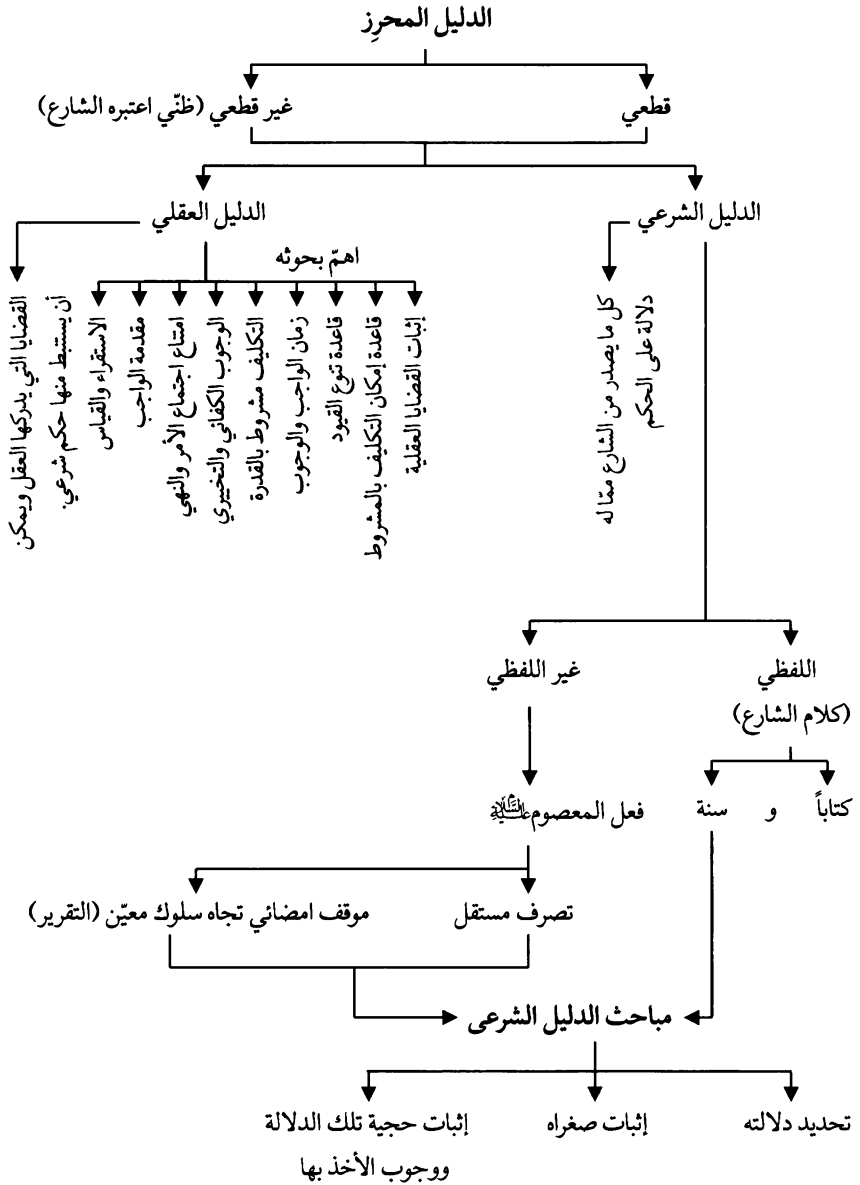 الدليل المحرِز
قطعي
غير قطعي (ظنّي اعتبره الشارع)
الدليل الشرعي
الدليل العقلي
كل ما يصدر من الشارع ممّا له
دلالة على الحكم
اهمّ بحوثه
إثبات القضايا العقلية
قاعدة إمكان التكليف بالمشروط
قاعدة تنوع القيود
زمان الواجب والوجوب
التكليف مشروط بالقدرة
الوجوب الكفائي والتخييري
امتناع اجتماع الأمر والنهي
مقدمة الواجب
الاستقراء والقياس
القضايا التي يدركها العقل ويمكن
أن يستنبط منها حكم شرعي.
اللفظي
(كلام الشارع)
غير اللفظي
كتاباً و سنة
فعل المعصوم عليه السلام
تصرف مستقل
موقف امضائي تجاه سلوك معيّن (التقرير)
مباحث الدليل الشرعى
تحديد دلالته
إثبات صغراه
إثبات حجية تلك الدلالة
ووجوب الأخذ بها